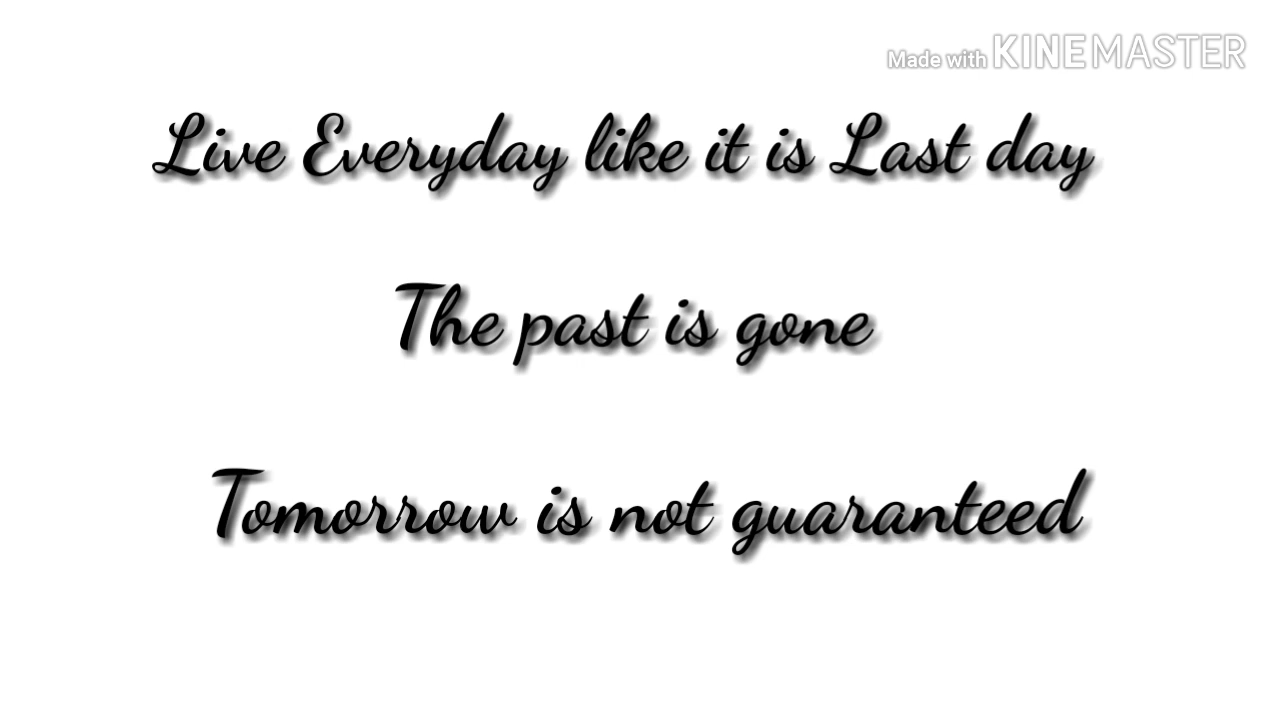 Made with KINEMASTER
Live Everyday like it is Last day
The past is gone
Tomorrow is not guaranteed